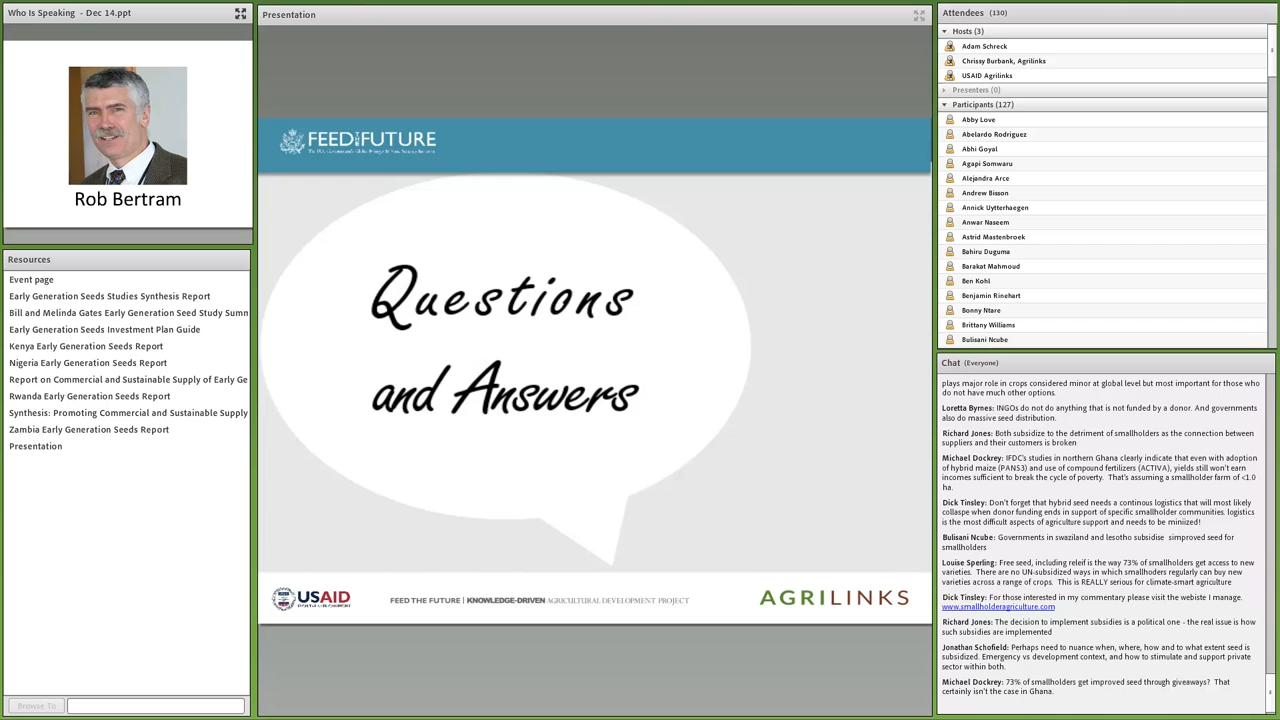 Who Is Speaking - Dec 14.ppt
Rob Bertram
Resources
Event page
Early Generation Seeds Studies Synthesis Report
Bill and Melinda Gates Early Generation Seed Study Summ
Early Generation Seeds Investment Plan Guide
Kenya Early Generation Seeds Report
Nigeria Early Generation Seeds Report
Report on Commercial and Sustainable Supply of Early Ge
Rwanda Early Generation Seeds Report
Synthesis: Promoting Commercial and Sustainable Supply
Zambia Early Generation Seeds Report
Presentation
Browse To
Presentation
FEED THE FUTURE
The U.S. Government's Global Hunger & Food Security Initiative
Questions
and Answers
USAID
FROM THE AMERICAN PEOPLE
FEED THE FUTURE | KNOWLEDGE-DRIVEN AGRICULTURAL DEVELOPMENT PROJECT
AGRILINKS
Attendees (130)
Hosts (3)
Adam Schreck
Chrissy Burbank, Agrilinks
USAID Agrilinks
Presenters (0)
Participants (127)
Abby Love
Abelardo Rodriguez
Abhi Goyal
Agapi Somwaru
Alejandra Arce
Andrew Bisson
Annick Uytterhaegen
Anwar Naseem
Astrid Mastenbroek
Bahiru Duguma
Barakat Mahmoud
Ben Kohl
Benjamin Rinehart
Bonny Ntare
Brittany Williams
Bulisani Ncube
Chat (Everyone)
plays major role in crops considered minor at global level but most important for those who
do not have much other options.
Loretta Byrnes: INGOs do not do anything that is not funded by a donor. And governments
also do massive seed distribution.
Richard Jones: Both subsidize to the detriment of smallholders as the connection between
suppliers and their customers is broken
Michael Dockrey: IFDC's studies in northern Ghana clearly indicate that even with adoption
of hybrid maize (PANS3) and use of compound fertilizers (ACTIVA), yields still won't earn
incomes sufficient to break the cycle of poverty. That's assuming a smallholder farm of <1.0
ha.
Dick Tinsley: Don't forget that hybrid seed needs a continous logistics that will most likely
collaspe when donor funding ends in support of specific smallholder communities. logistics
is the most difficult aspects of agriculture support and needs to be miniized!
Bulisani Ncube: Governments in swaziland and lesotho subsidise simproved seed for
smallholders
Louise Sperling: Free seed, including releif is the way 73% of smallholders get access to new
varieties. There are no UN-subsidized ways in which smallhoders regularly can buy new
varieties across a range of crops. This is REALLY serious for climate-smart agriculture
Dick Tinsley: For those interested in my commentary please visit the webiste I manage.
www.smallholderagriculture.com
Richard Jones: The decision to implement subsidies is a political one - the real issue is how
such subsidies are implemented
Jonathan Schofield: Perhaps need to nuance when, where, how and to what extent seed is
subsidized. Emergency vs development context, and how to stimulate and support private
sector within both.
Michael Dockrey: 73% of smallholders get improved seed through giveaways? That
certainly isn't the case in Ghana.